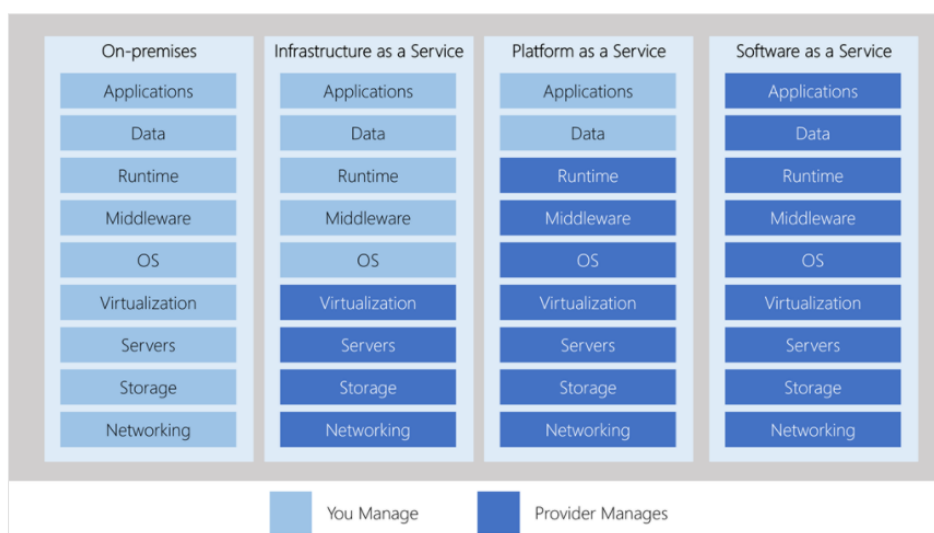 On-premises
Applications
Data
Runtime
Middleware
OS
Virtualization
Servers
Storage
Networking
Infrastructure as a Service
Applications
Data
Runtime
Middleware
OS
Virtualization
Servers
Storage
Networking
Platform as a Service
Applications
Data
Runtime
Middleware
OS
Virtualization
Servers
Storage
Networking
Software as a Service
Applications
Data
Runtime
Middleware
OS
Virtualization
Servers
Storage
Networking
You Manage
Provider Manages